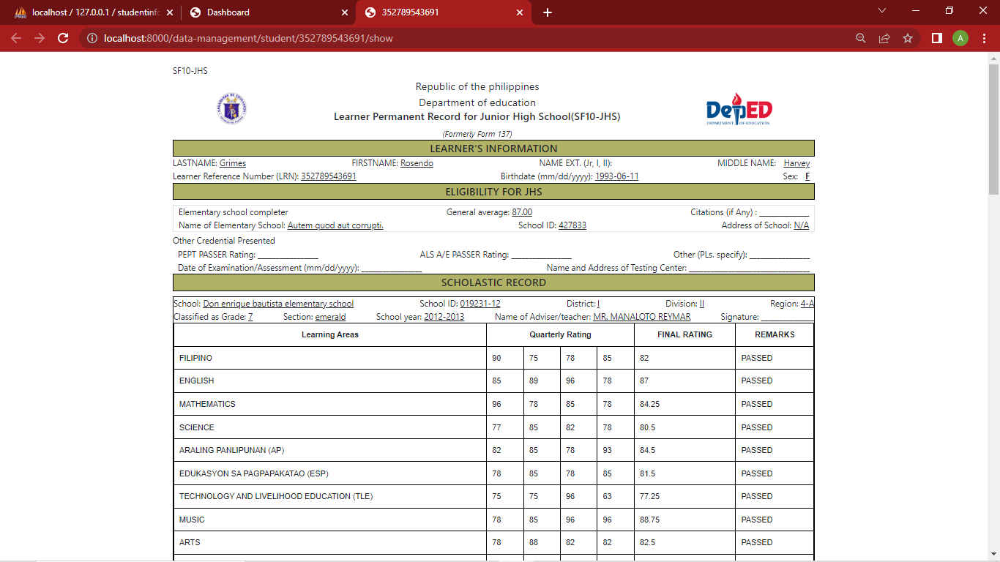 localhost / 127.0.0.1 / studentinfo
Dashboard
352789543691
localhost:8000/data-management/student/352789543691/show
A
SF10-JHS
Republic of the philippines
Department of education
Learner Permanent Record for Junior High School(SF10-JHS)
(Formerly Form 137)
DepED
DEPARTMENT OF EDUCATION
LEARNER'S INFORMATION
LASTNAME: Grimes FIRSTNAME: Rosendo NAME EXT. (Jr, I, II): MIDDLE NAME: Harvey
Learner Reference Number (LRN): 352789543691 Birthdate (mm/dd/yyyy): 1993-06-11 Sex: F
ELIGIBILITY FOR JHS
Elementary school completer General average: 87.00 Citations (if Any) : ____________
Name of Elementary School: Autem quod aut corrupti. School ID: 427833 Address of School: N/A
Other Credential Presented
PEPT PASSER Rating: ______________ ALS A/E PASSER Rating: ______________ Other (PLs. specify): ______________
Date of Examination/Assessment (mm/dd/yyyy): ______________ Name and Address of Testing Center: ____________________________
SCHOLASTIC RECORD
School: Don enrique bautista elementary school School ID: 019231-12 District: I Division: II Region: 4-A
Classified as Grade: 7 Section: emerald School year: 2012-2013 Name of Adviser/teacher: MR. MANALOTO REYMAR Signature: ____________
Learning Areas Quarterly Rating FINAL RATING REMARKS
FILIPINO 90 75 78 85 82 PASSED
ENGLISH 85 89 96 78 87 PASSED
MATHEMATICS 96 78 85 78 84.25 PASSED
SCIENCE 77 85 82 78 80.5 PASSED
ARALING PANLIPUNAN (AP) 82 85 78 93 84.5 PASSED
EDUKASYON SA PAGPAPAKATAO (ESP) 78 85 78 85 81.5 PASSED
TECHNOLOGY AND LIVELIHOOD EDUCATION (TLE) 75 75 96 63 77.25 PASSED
MUSIC 78 85 96 96 88.75 PASSED
ARTS 78 88 82 82 82.5 PASSED